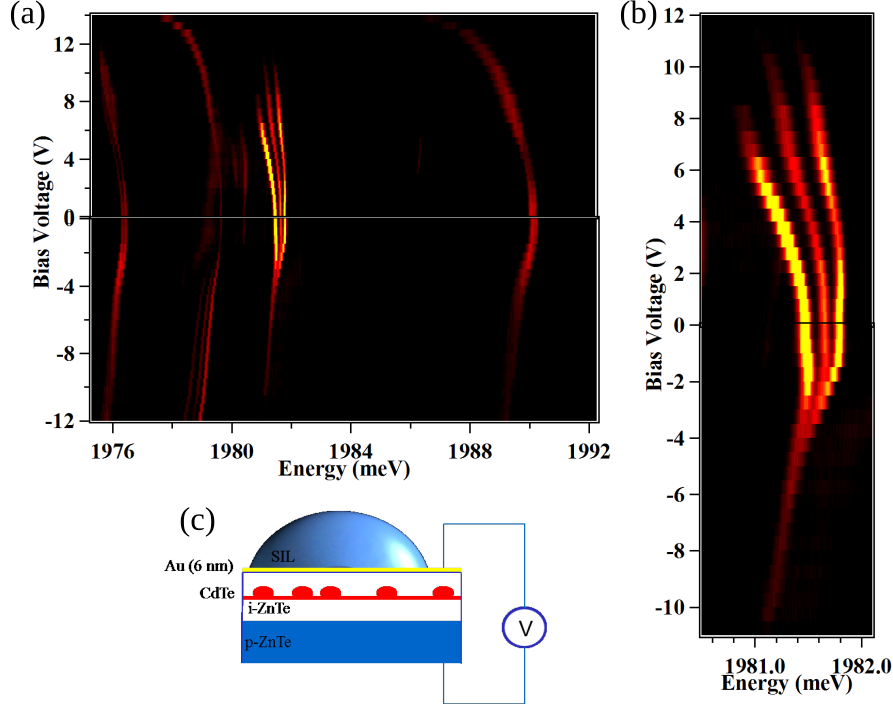 (a)
Bias Voltage (V)
12
8
4
0
-4
-8
-12
1976
1980
1984
1988
1992
Energy (meV)
(b)
Bias Voltage (V)
12
10
8
6
4
2
0
-2
-4
-6
-8
-10
1981.0
1982.0
Energy (meV)
(c)
SIL
Au (6 nm)
CdTe
i-ZnTe
p-ZnTe
V